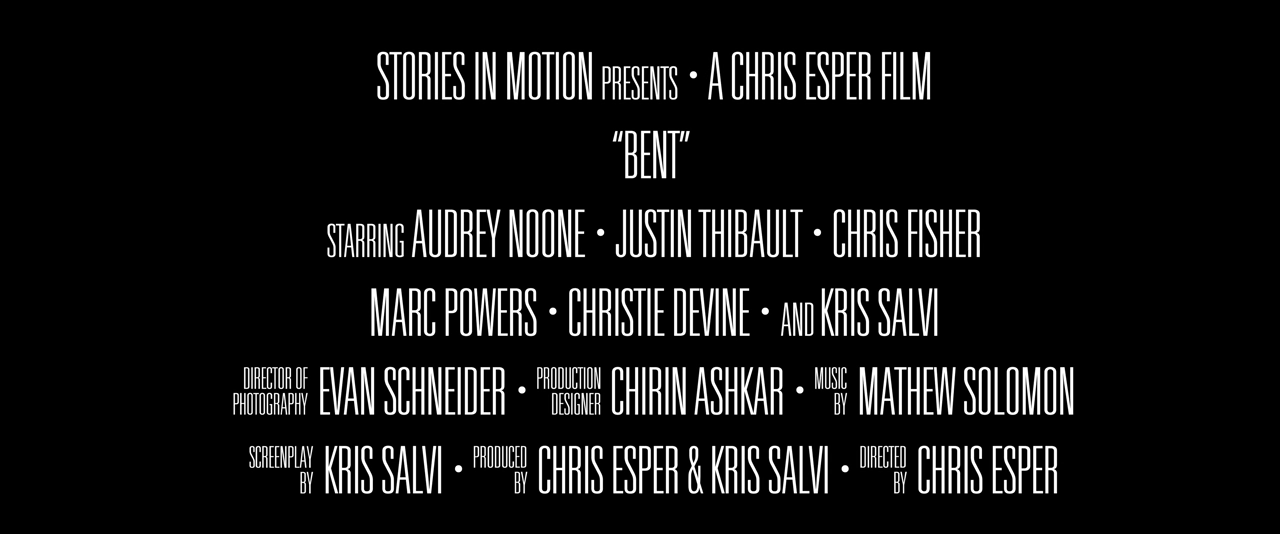 STORIES IN MOTION PRESENTS • A CHRIS ESPER FILM
“BENT”
STARRING AUDREY NOONE • JUSTIN THIBAULT • CHRIS FISHER
MARC POWERS • CHRISTIE DEVINE • AND KRIS SALVI
DIRECTOR OF PHOTOGRAPHY EVAN SCHNEIDER • PRODUCTION DESIGNER CHIRIN ASHKAR • MUSIC BY MATHEW SOLOMON
SCREENPLAY BY KRIS SALVI • PRODUCED BY CHRIS ESPER & KRIS SALVI • DIRECTED BY CHRIS ESPER